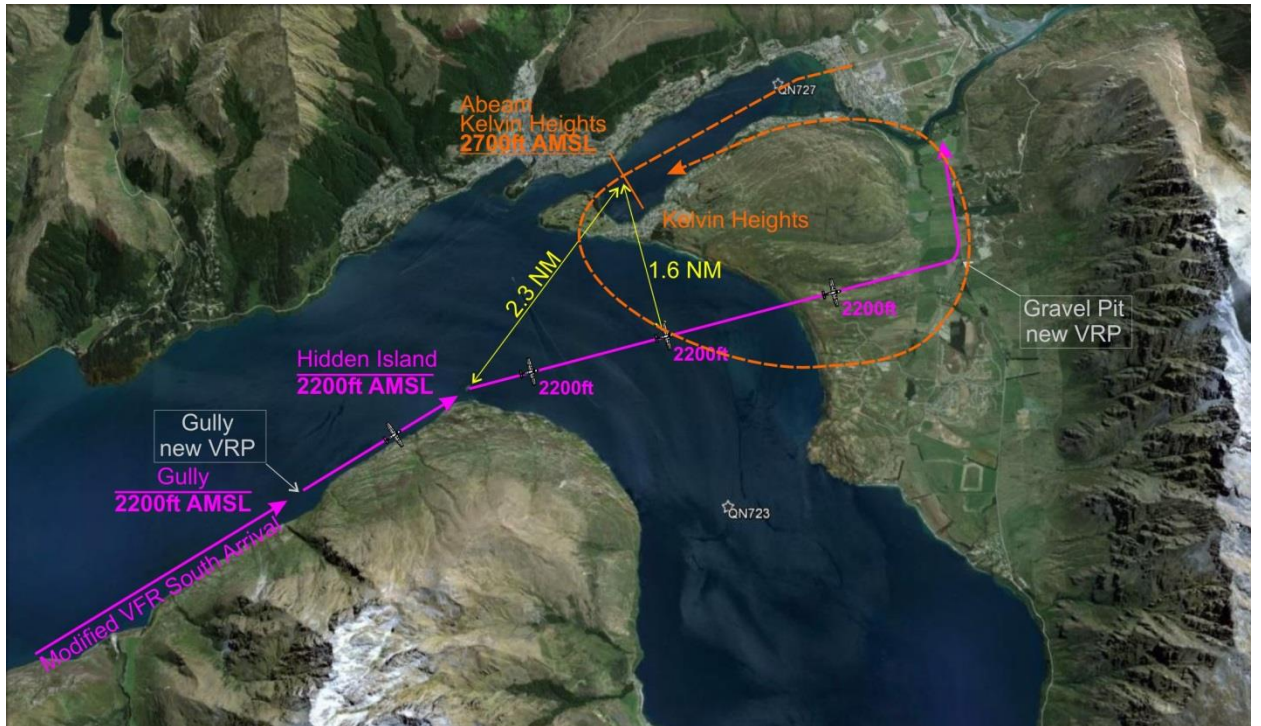 QN727
Abeam
Kelvin Heights
2700ft AMSL
Kelvin Heights
2.3 NM
1.6 NM
2200ft
Gravel Pit
new VRP
Hidden Island
2200ft AMSL
2200ft
2200ft
Gully
new VRP
Gully
2200ft AMSL
QN723
Modified VFR South Arrival